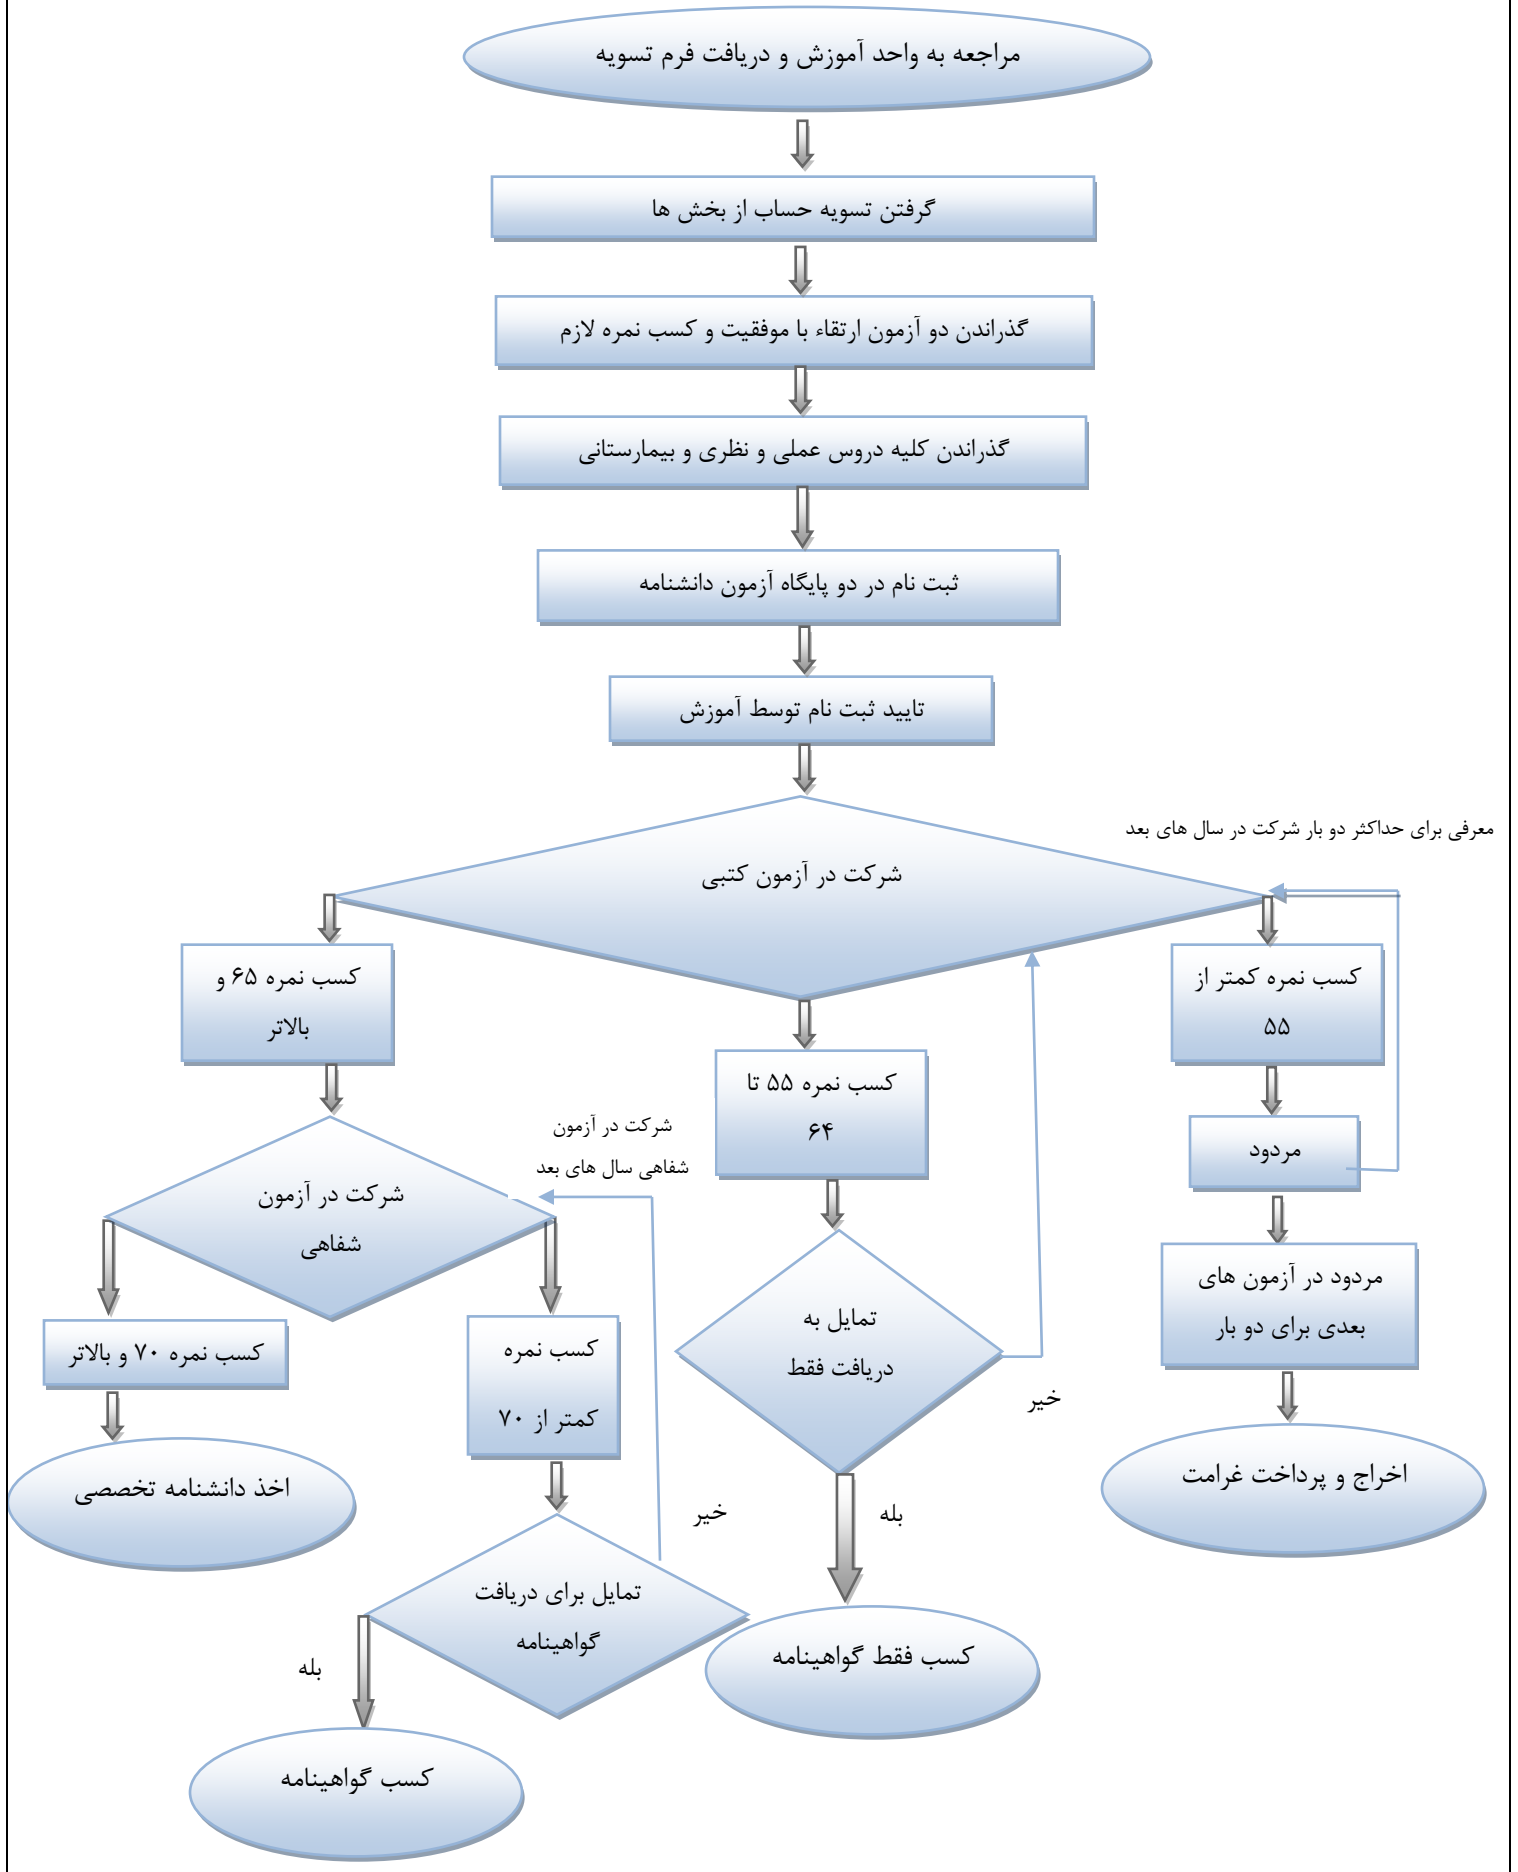 مراجعه به واحد آموزش و دریافت فرم تسویه
گرفتن تسویه حساب از بخش ها
گذراندن دو آزمون ارتقاء با موفقیت و کسب نمره لازم
گذراندن کلیه دروس عملی و نظری و بیمارستانی
ثبت نام در دو پایگاه آزمون دانشنامه
تایید ثبت نام توسط آموزش
معرفی برای حداکثر دو بار شرکت در سال های بعد
شرکت در آزمون کتبی
کسب نمره کمتر از
۵۵
مردود
مردود در آزمون های
بعدی برای دو بار
اخراج و پرداخت غرامت
کسب نمره ۵۵ تا
۶۴
تمایل به
دریافت فقط
خیر
بله
کسب فقط گواهینامه
کسب نمره ۶۵ و
بالاتر
شرکت در آزمون
شفاهی سال های بعد
شرکت در آزمون
شفاهی
کسب نمره
کمتر از ۷۰
کسب نمره ۷۰ و بالاتر
اخذ دانشنامه تخصصی
خیر
تمایل برای دریافت
گواهینامه
بله
کسب گواهینامه